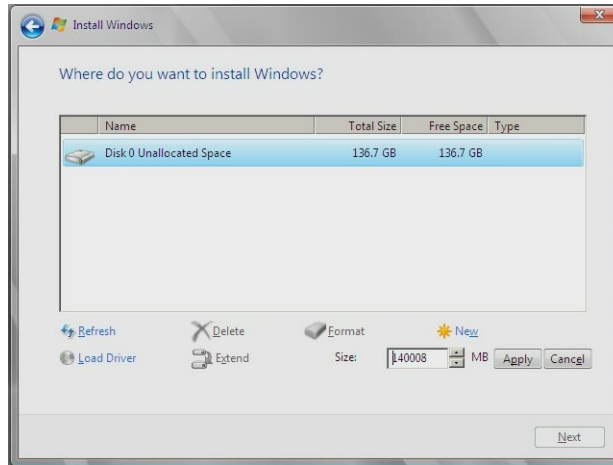 Install Windows
Where do you want to install Windows?
Name Total Size Free Space Type
Disk 0 Unallocated Space 136.7 GB 136.7 GB
Refresh Delete Format New
Load Driver Extend Size: 140008 MB Apply Cancel
Next